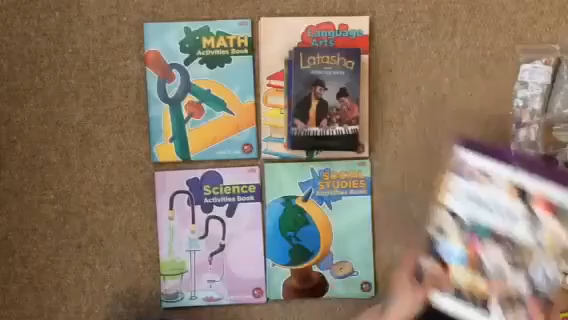 MATH
Activities Book
Language
Arts
Latasha
Science
Activities Book
SOCIAL
STUDIES
Activities Book